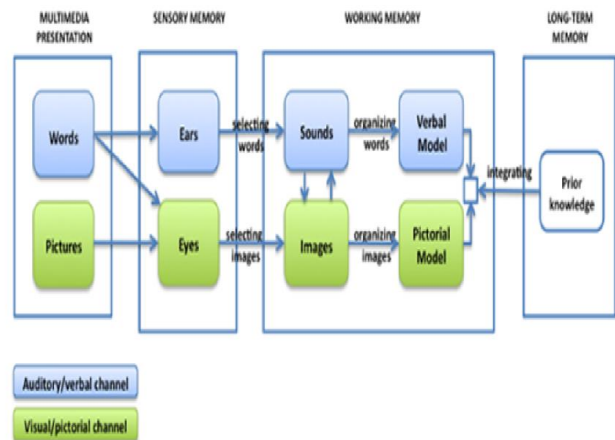 MULTIMEDIA
PRESENTATION
SENSORY MEMORY
WORKING MEMORY
LONG-TERM
MEMORY
Words
Ears
selecting
words
Sounds
organizing
words
Verbal
Model
integrating
Prior
knowledge
Pictures
Eyes
selecting
images
Images
organizing
images
Pictorial
Model
Auditory/verbal channel
Visual/pictorial channel